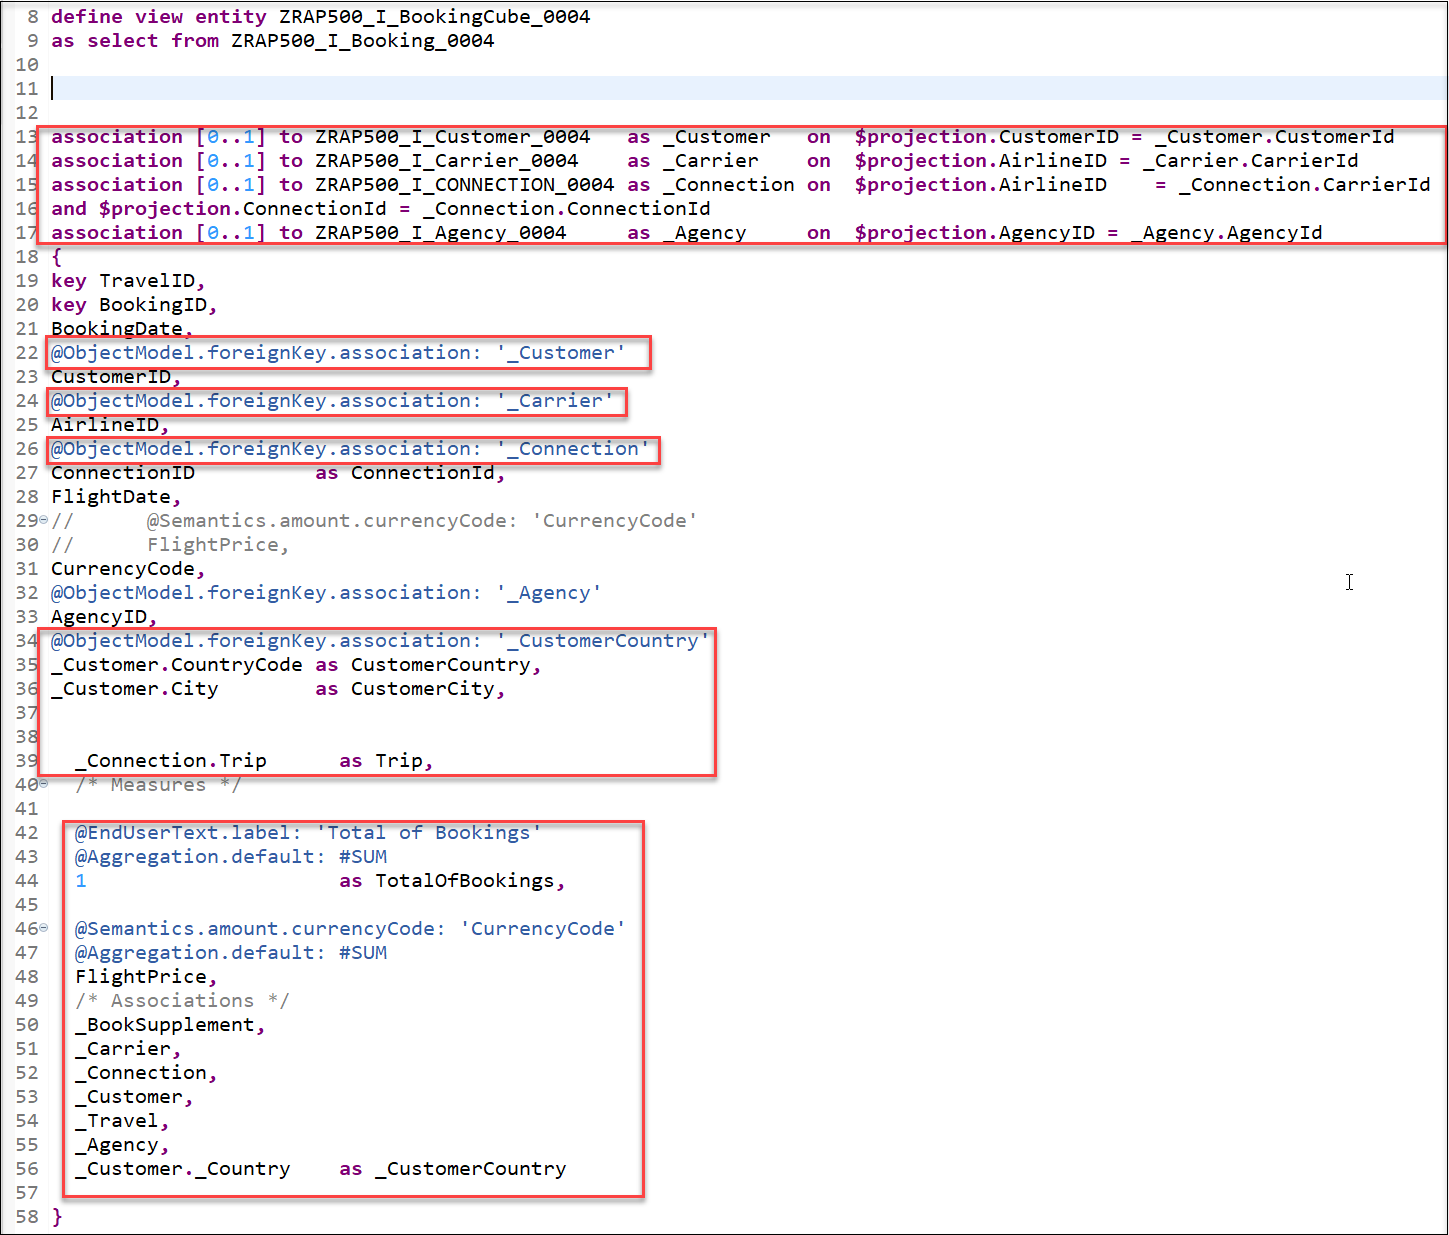 8 define view entity ZRAP500_I_BookingCube_0004
9 as select from ZRAP500_I_Booking_0004
10
11
12
13 association [0..1] to ZRAP500_I_Customer_0004   as _Customer   on  $projection.CustomerID = _Customer.CustomerId
14 association [0..1] to ZRAP500_I_Carrier_0004    as _Carrier    on  $projection.AirlineID = _Carrier.CarrierId
15 association [0..1] to ZRAP500_I_CONNECTION_0004 as _Connection on  $projection.AirlineID    = _Connection.CarrierId
16 and $projection.ConnectionId = _Connection.ConnectionId
17 association [0..1] to ZRAP500_I_Agency_0004     as _Agency     on  $projection.AgencyID = _Agency.AgencyId
18 {
19 key TravelID,
20 key BookingID,
21 BookingDate,
22 @ObjectModel.foreignKey.association: '_Customer'
23 CustomerID,
24 @ObjectModel.foreignKey.association: '_Carrier'
25 AirlineID,
26 @ObjectModel.foreignKey.association: '_Connection'
27 ConnectionID          as ConnectionId,
28 FlightDate,
29 //      @Semantics.amount.currencyCode: 'CurrencyCode'
30 //      FlightPrice,
31 CurrencyCode,
32 @ObjectModel.foreignKey.association: '_Agency'
33 AgencyID,
34 @ObjectModel.foreignKey.association: '_CustomerCountry'
35 _Customer.CountryCode as CustomerCountry,
36 _Customer.City        as CustomerCity,
37
38
39   _Connection.Trip      as Trip,
40   /* Measures */
41
42   @EndUserText.label: 'Total of Bookings'
43   @Aggregation.default: #SUM
44   1                     as TotalOfBookings,
45
46   @Semantics.amount.currencyCode: 'CurrencyCode'
47   @Aggregation.default: #SUM
48   FlightPrice,
49   /* Associations */
50   _BookSupplement,
51   _Carrier,
52   _Connection,
53   _Customer,
54   _Travel,
55   _Agency,
56   _Customer._Country    as _CustomerCountry
57
58 }